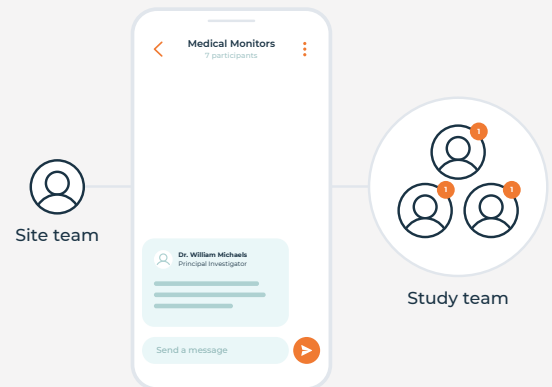 Medical Monitors
7 participants
1
1
1
Site team
Dr. William Michaels
Principal Investigator
Study team
Send a message